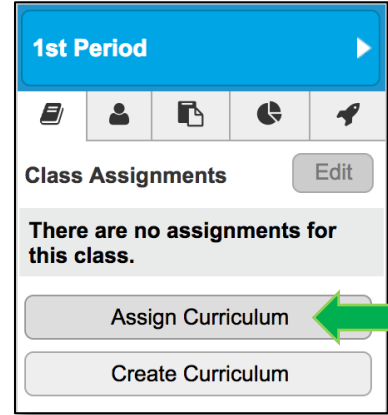 1st Period
Class Assignments
Edit
There are no assignments for
this class.
Assign Curriculum
Create Curriculum